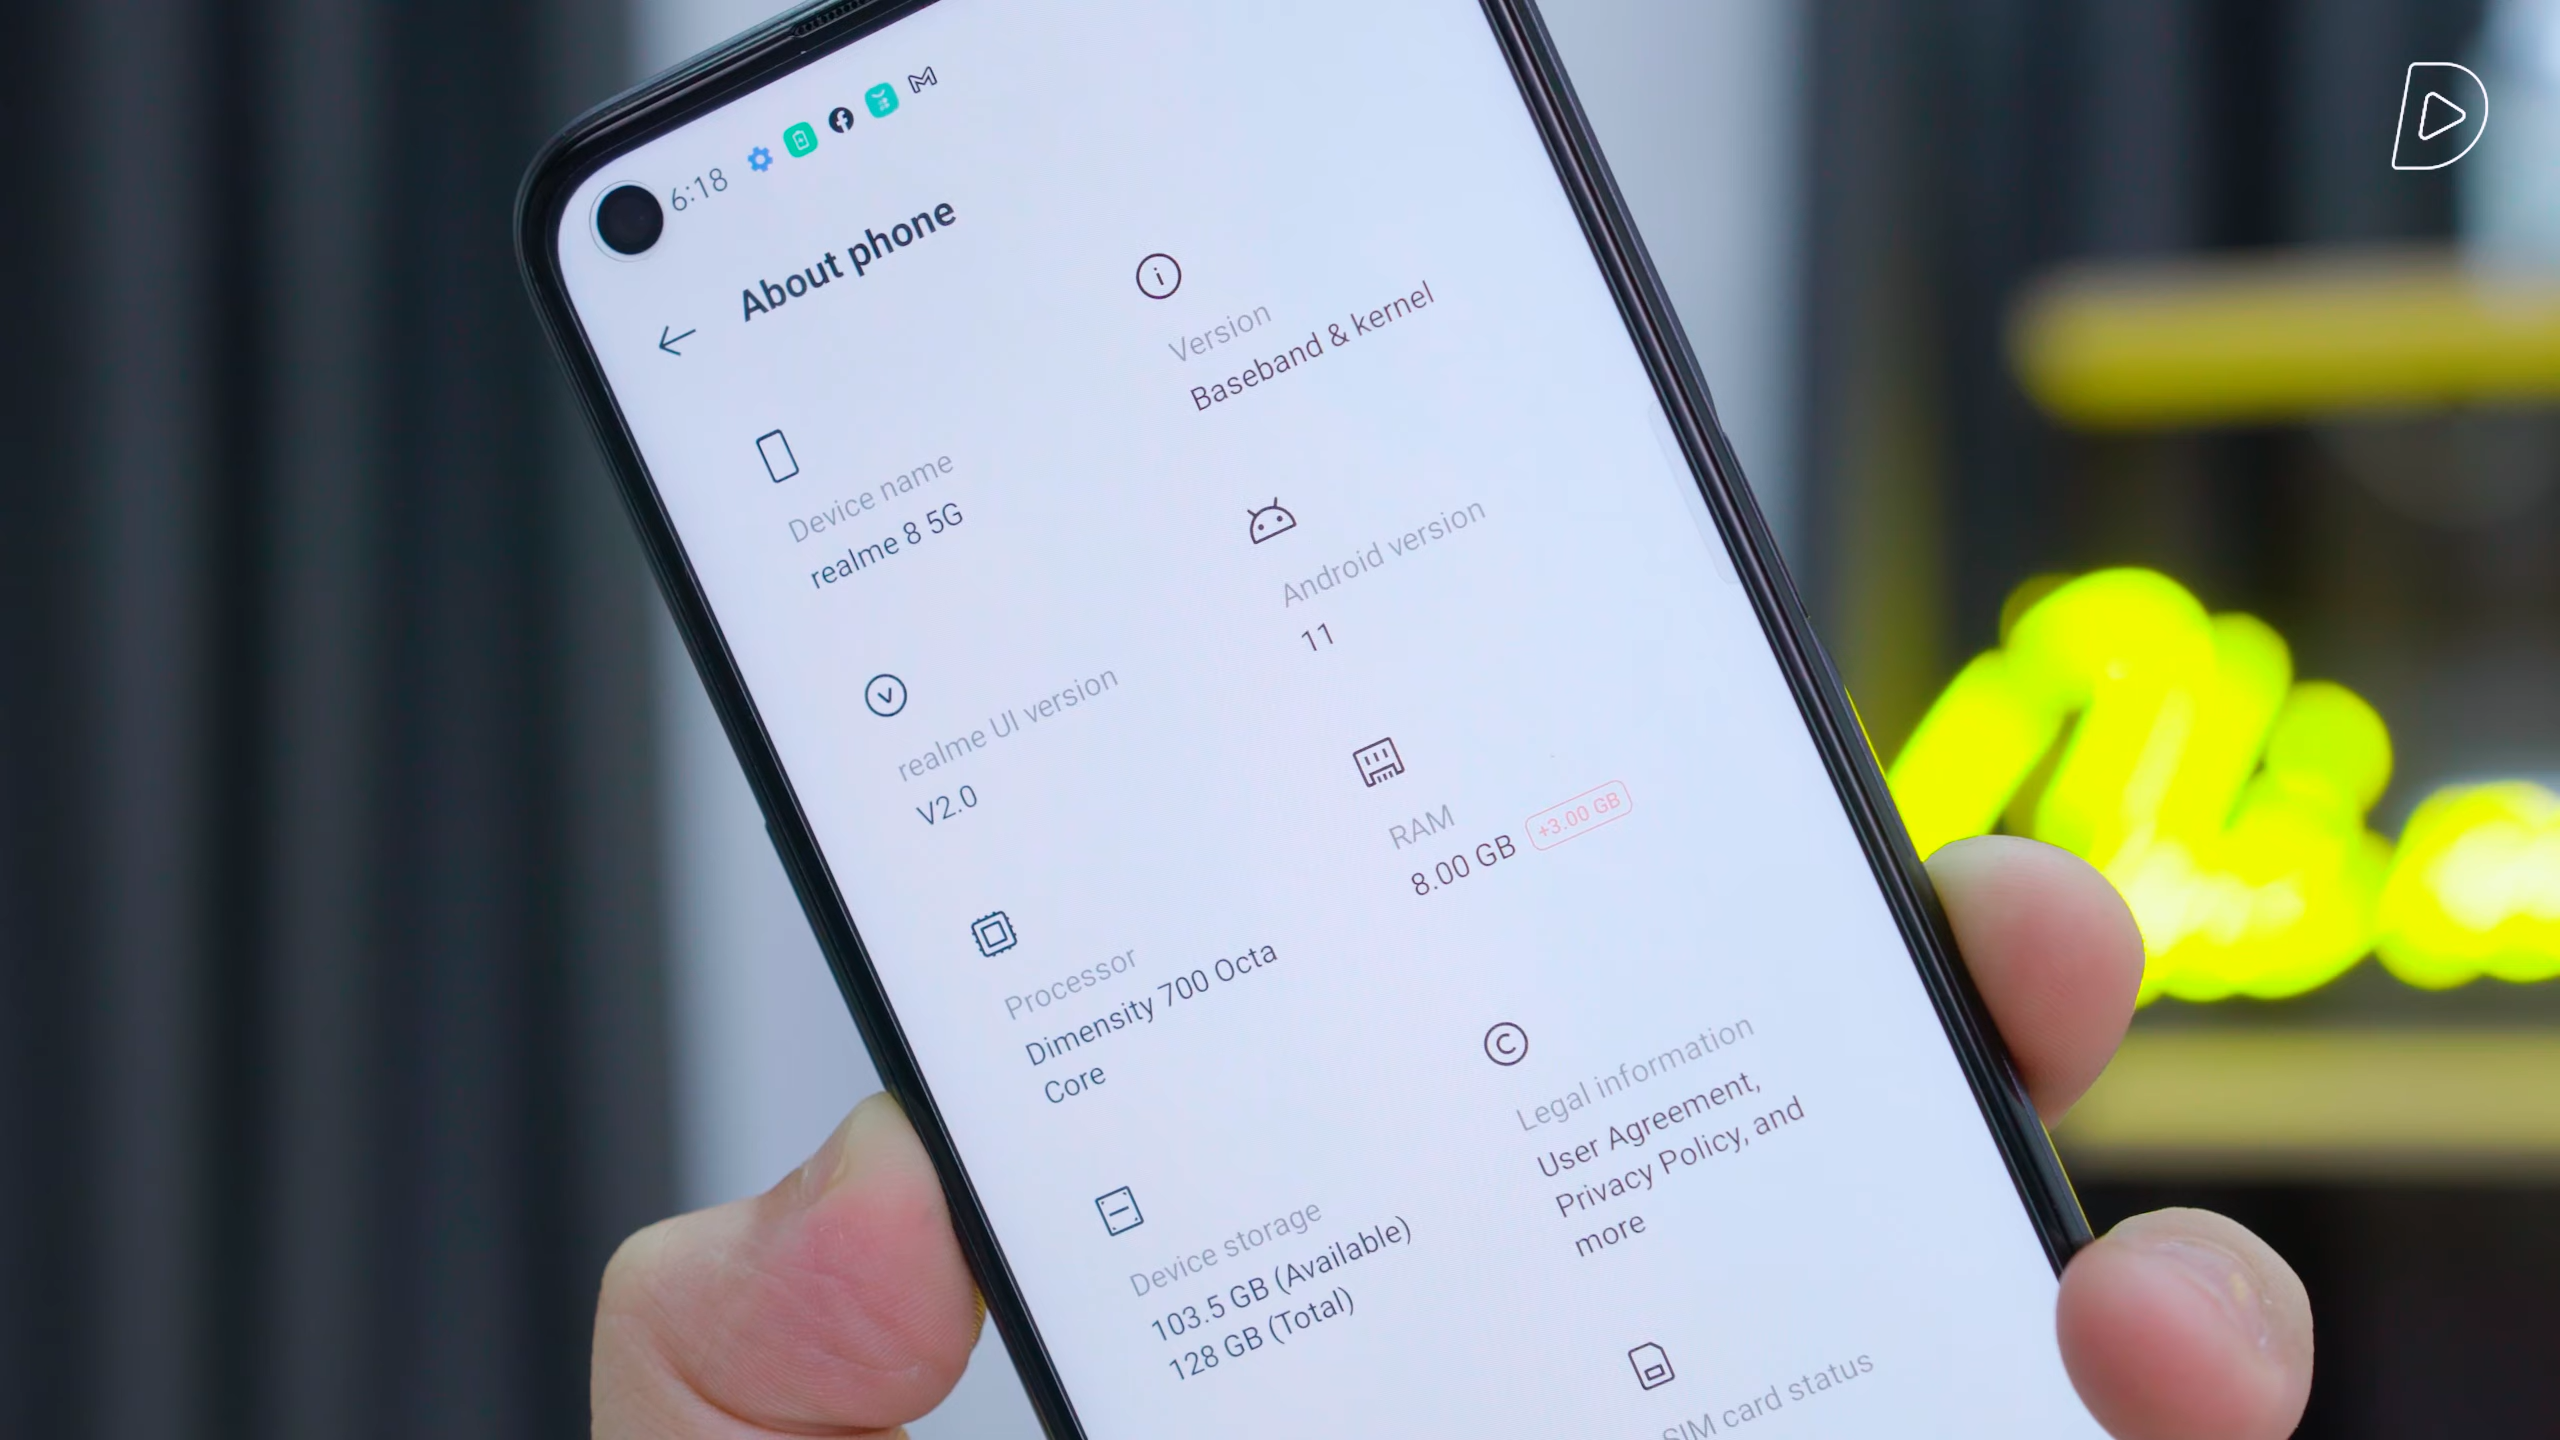 6:18
About phone
Version
Baseband & kernel
Device name
realme 8 5G
Android version
11
realme UI version
V2.0
RAM
8.00 GB +3.00 GB
Processor
Dimensity 700 Octa
Core
Legal information
User Agreement,
Privacy Policy, and
more
Device storage
103.5 GB (Available)
128 GB (Total)
SIM card status